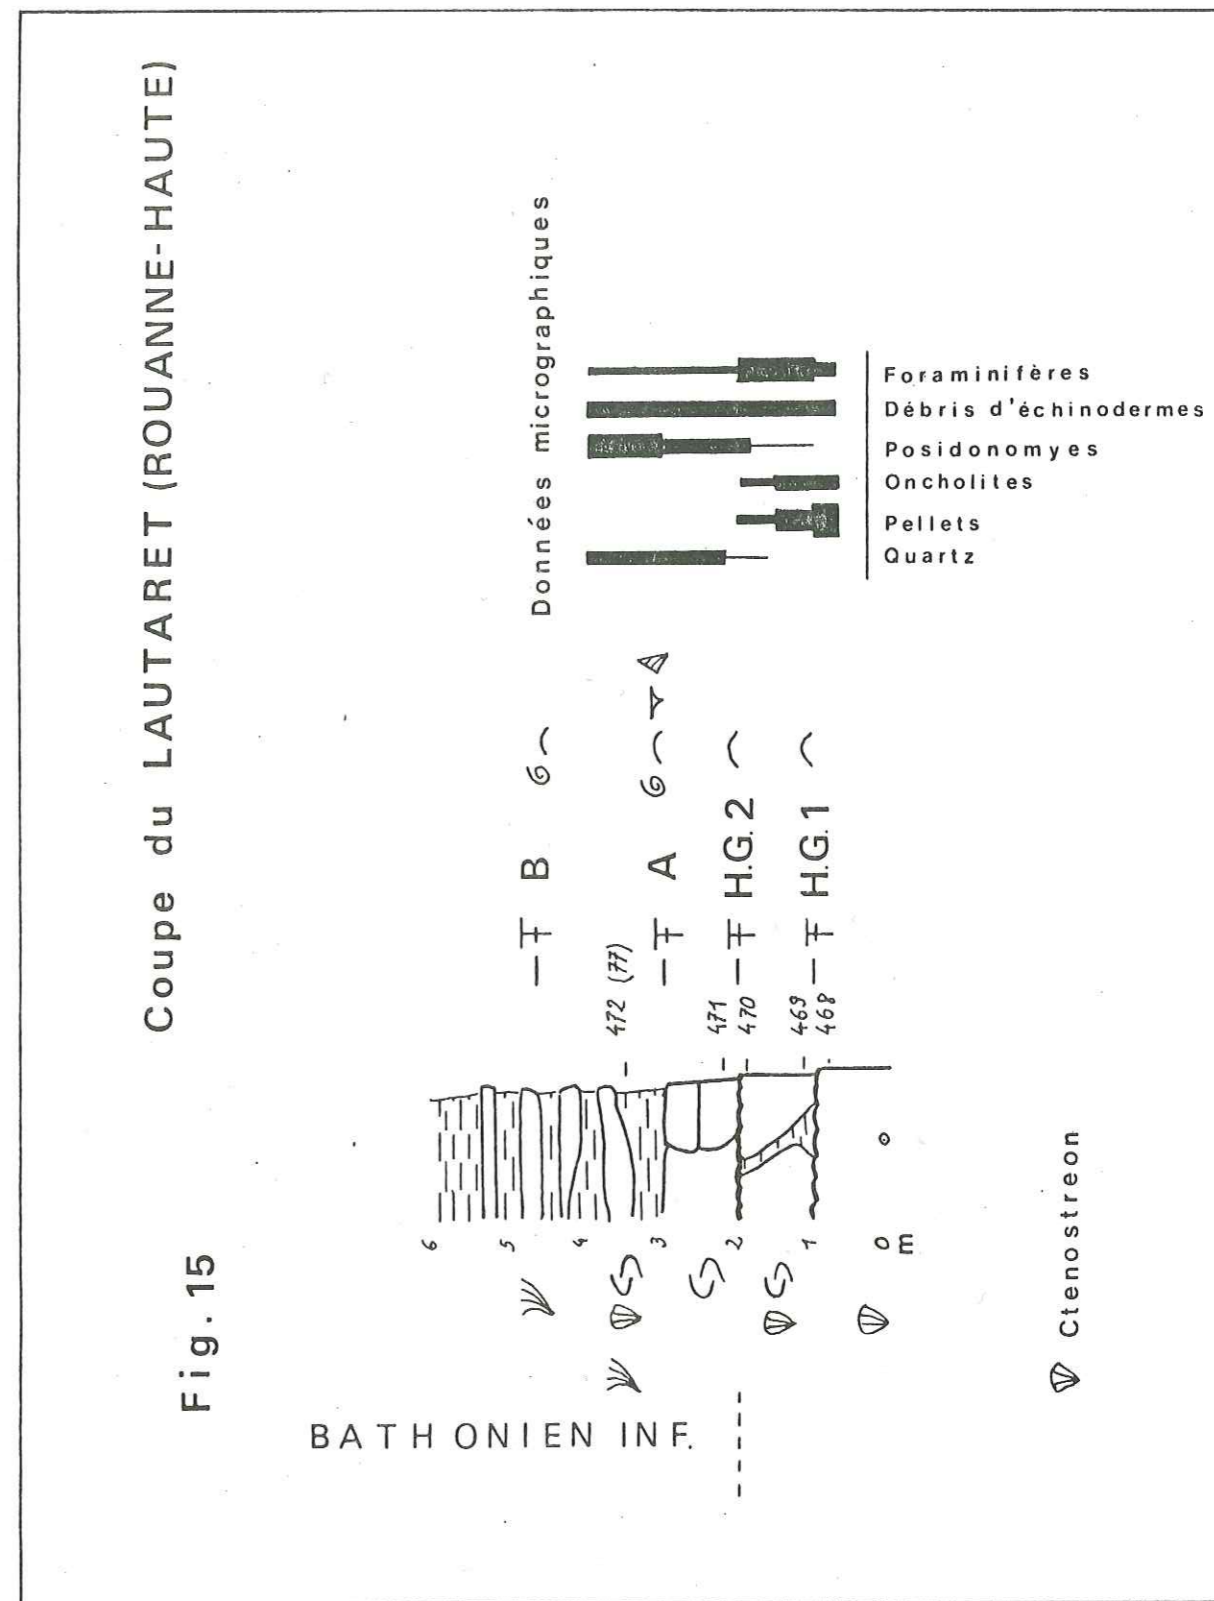 Fig. 15
Coupe du LAUTARET (ROUANNE-HAUTE)
BATHONIEN INF.
6
5
4
3
2
1
0
m
472 (77)
471
470
469
468
B
A
H.G. 2
H.G. 1
Données micrographiques
Foraminifères
Débris d'échinodermes
Posidonomyes
Oncholites
Pellets
Quartz
Ctenostreon